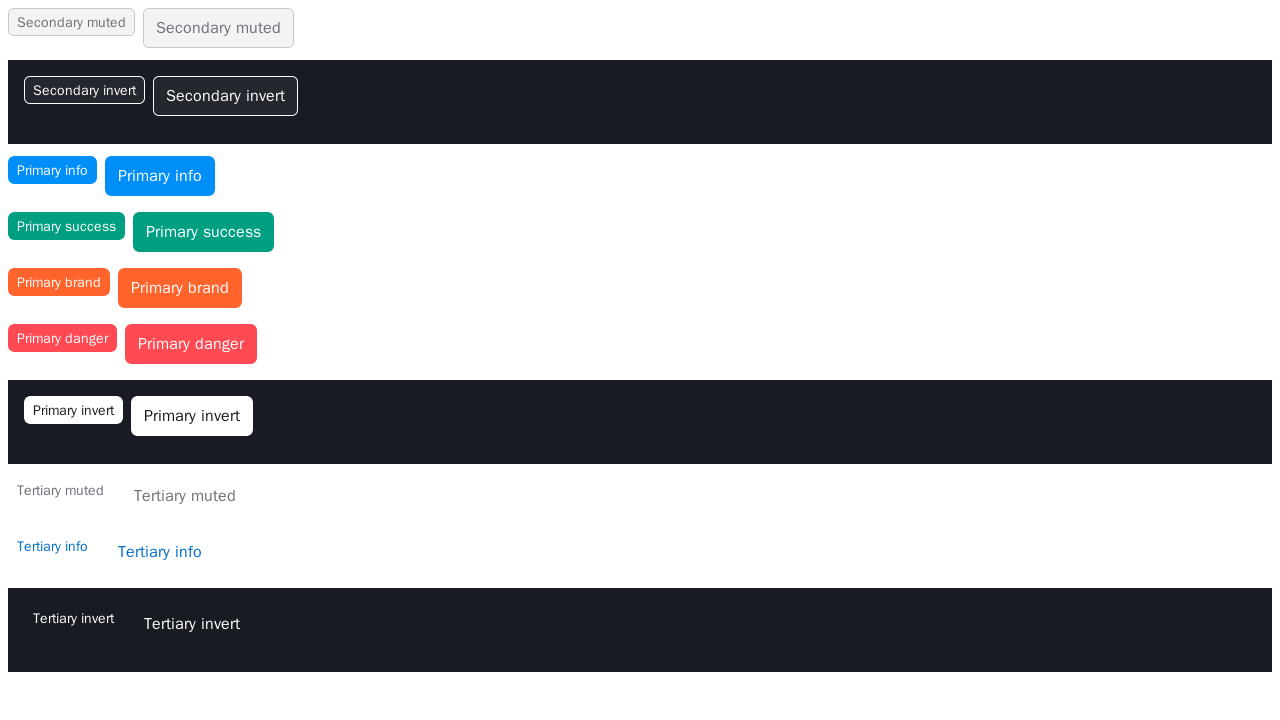 Secondary muted Secondary muted
Secondary invert Secondary invert
Primary info Primary info
Primary success Primary success
Primary brand Primary brand
Primary danger Primary danger
Primary invert Primary invert
Tertiary muted Tertiary muted
Tertiary info Tertiary info
Tertiary invert Tertiary invert